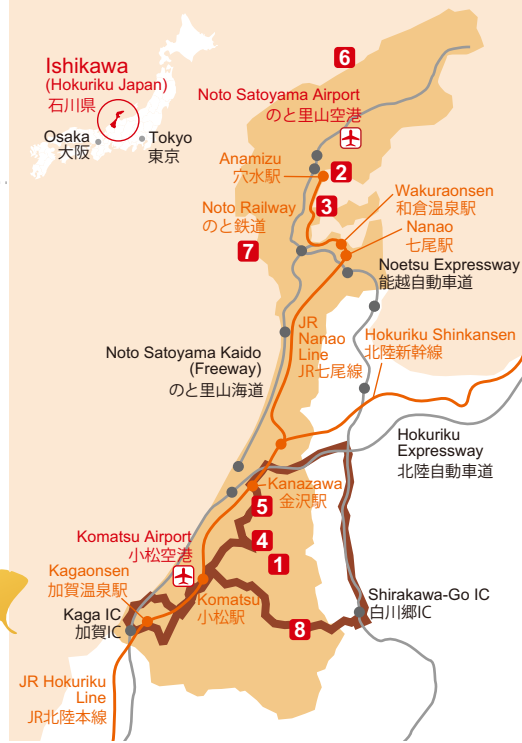 Ishikawa
(Hokuriku Japan)
石川県
Osaka
大阪
Tokyo
東京
6
Noto Satoyama Airport
のと里山空港
Anamizu
穴水駅
2
Noto Railway
のと鉄道
3
Wakuraonsen
和倉温泉駅
Nanao
七尾駅
7
Noetsu Expressway
能越自動車道
JR
Nanao
Line
JR七尾線
Hokuriku Shinkansen
北陸新幹線
Noto Satoyama Kaido
(Freeway)
のと里山海道
Hokuriku
Expressway
北陸自動車道
Kanazawa
金沢駅
5
Komatsu Airport
小松空港
4
1
Kagaonsen
加賀温泉駅
Komatsu
小松駅
Kaga IC
加賀IC
Shirakawa-Go IC
白川郷IC
8
JR Hokuriku
Line
JR北陸本線